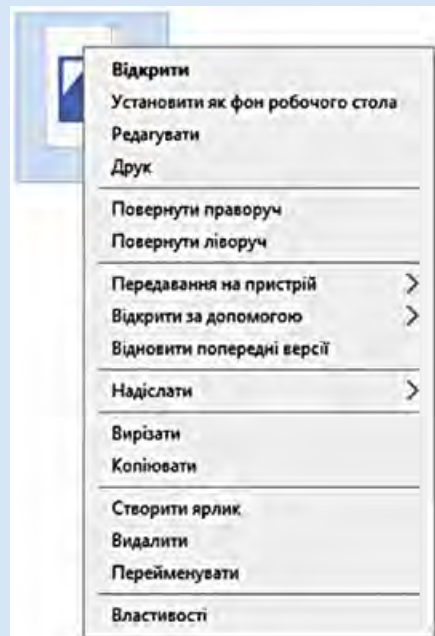 Відкрити
Установити як фон робочого стола
Редагувати
Друк
Повернути праворуч
Повернути ліворуч
Передавання на пристрій
Відкрити за допомогою
Відновити попередні версії
Надіслати
Вирізати
Копіювати
Створити ярлик
Видалити
Перейменувати
Властивості